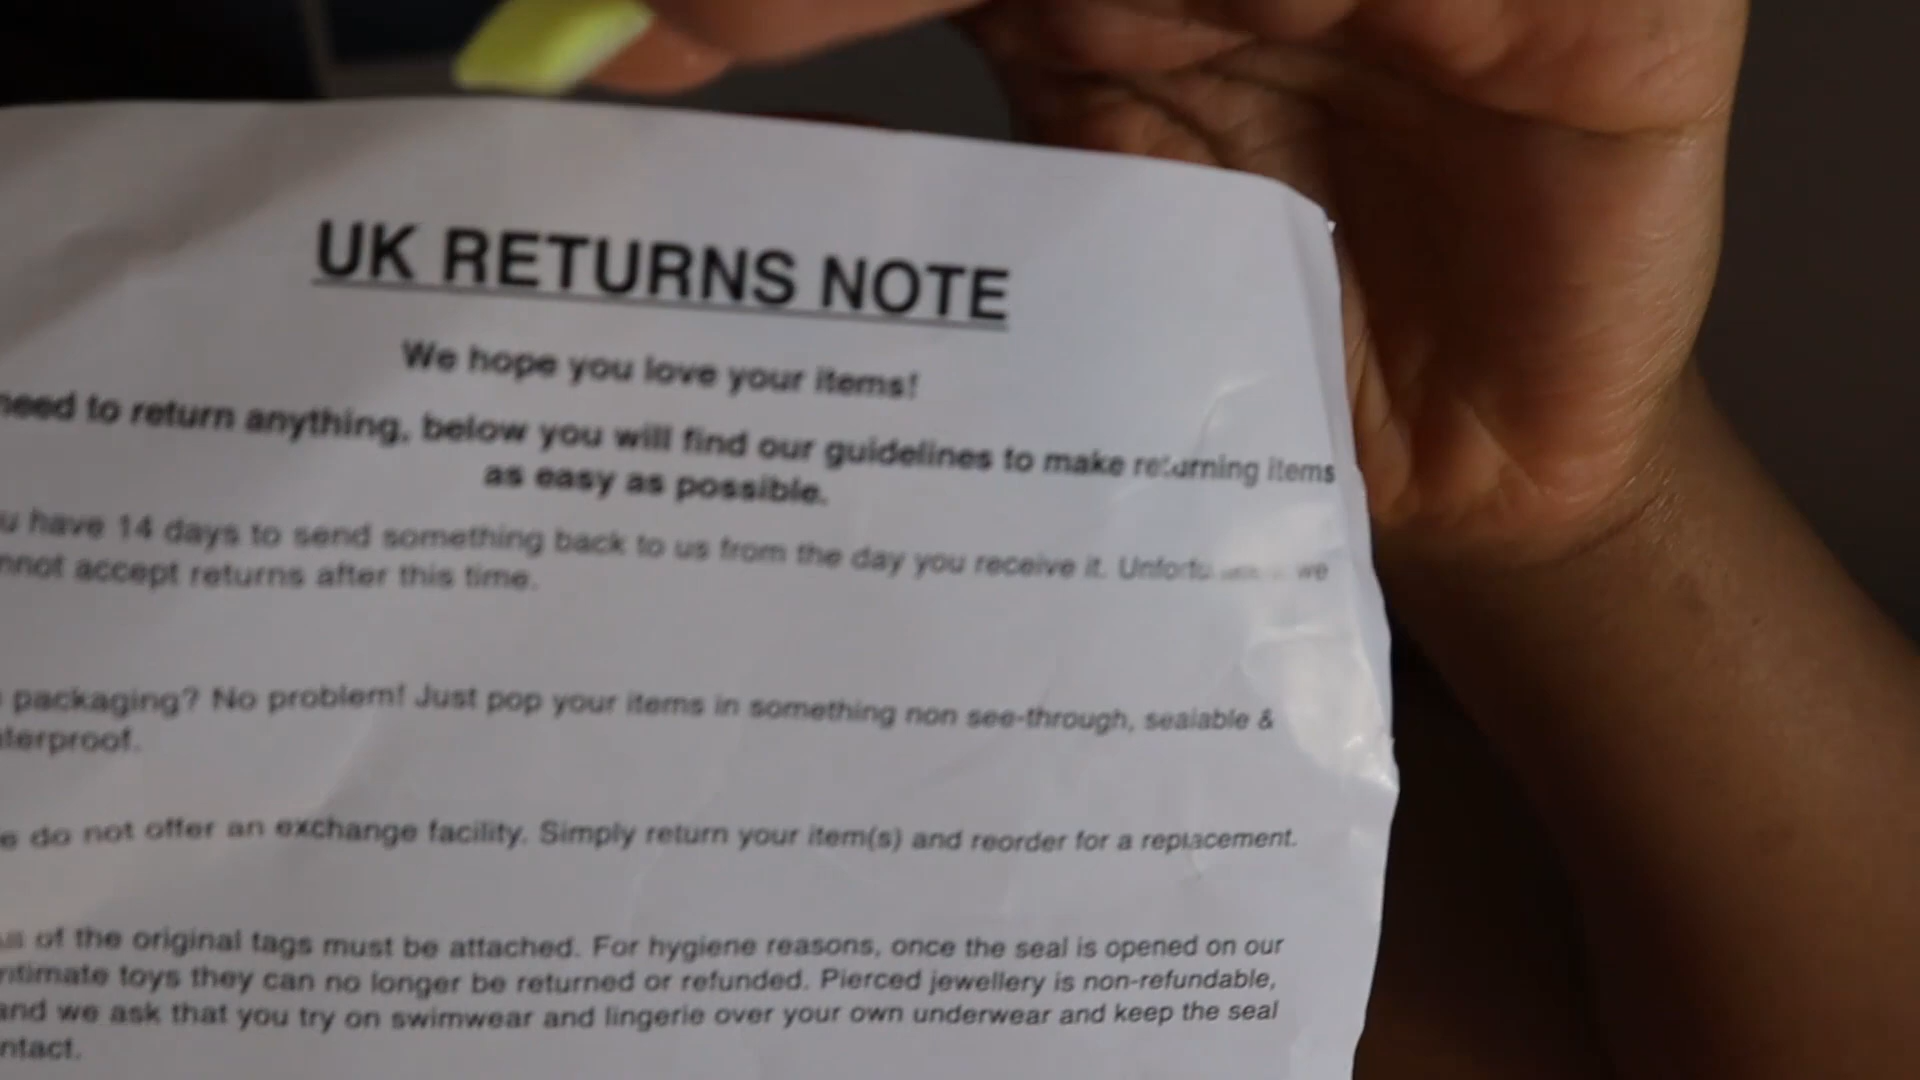 UK RETURNS NOTE
We hope you love your items!
need to return anything, below you will find our guidelines to make returning items
as easy as possible.
u have 14 days to send something back to us from the day you receive it. we
nnot accept returns after this time.
packaging? No problem! Just pop your items in something non see-through, sealable &
terproof.
e do not offer an exchange facility. Simply return your item(s) and reorder for a replacement.
of the original tags must be attached. For hygiene reasons, once the seal is opened on our
ntimate toys they can no longer be returned or refunded. Pierced jewellery is non-refundable,
and we ask that you try on swimwear and lingerie over your own underwear and keep the seal
ntact.